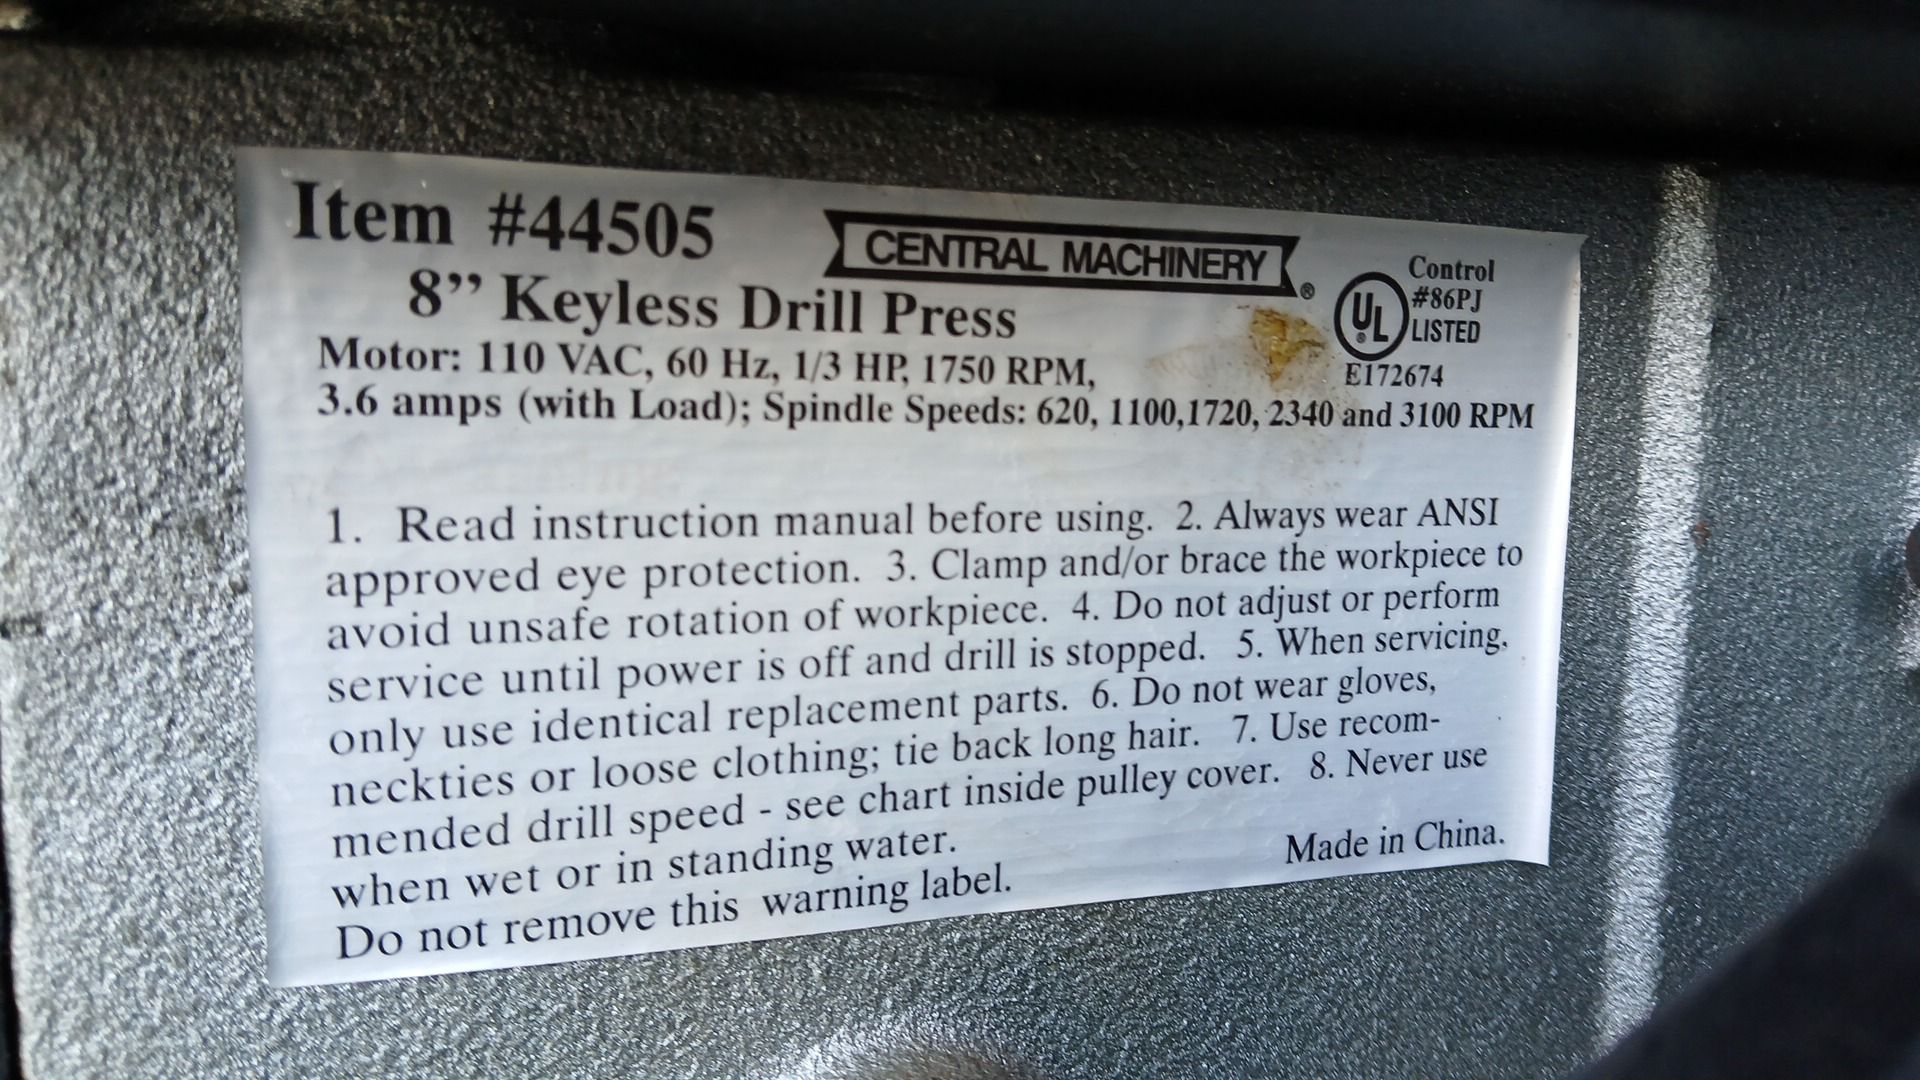 Item #44505
CENTRAL MACHINERY ®
Control
#86PJ
UL ® LISTED
E172674
8” Keyless Drill Press
Motor: 110 VAC, 60 Hz, 1/3 HP, 1750 RPM,
3.6 amps (with Load); Spindle Speeds: 620, 1100,1720, 2340 and 3100 RPM
1. Read instruction manual before using. 2. Always wear ANSI
approved eye protection. 3. Clamp and/or brace the workpiece to
avoid unsafe rotation of workpiece. 4. Do not adjust or perform
service until power is off and drill is stopped. 5. When servicing,
only use identical replacement parts. 6. Do not wear gloves,
neckties or loose clothing; tie back long hair. 7. Use recom-
mended drill speed - see chart inside pulley cover. 8. Never use
when wet or in standing water.
Do not remove this warning label.
Made in China.